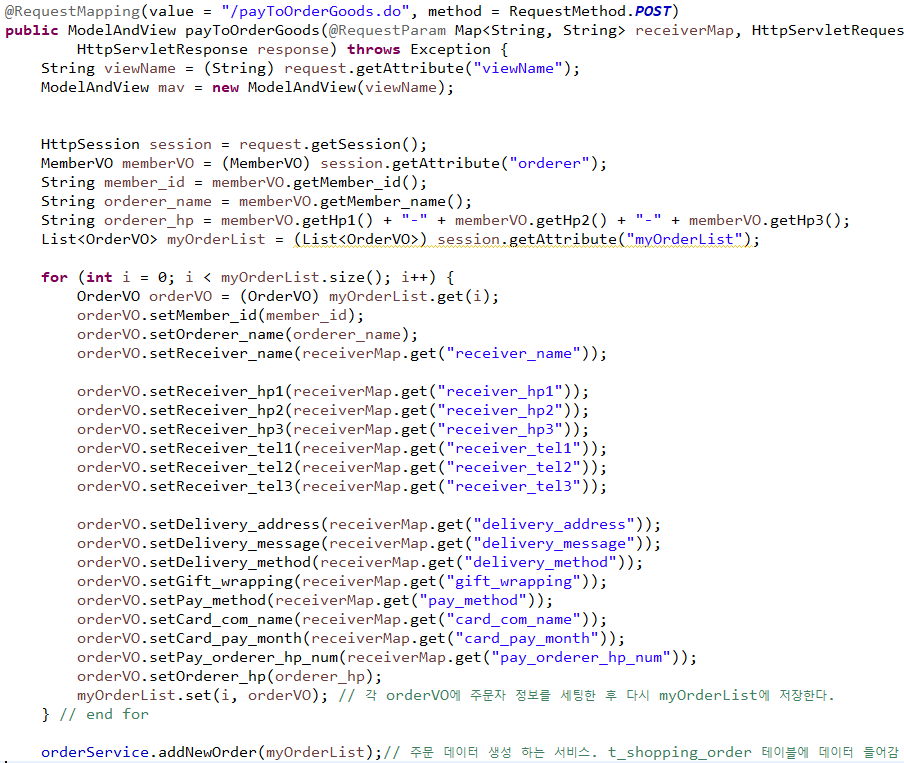 @RequestMapping(value = "/payToOrderGoods.do", method = RequestMethod.POST)
public ModelAndView payToOrderGoods(@RequestParam Map<String, String> receiverMap, HttpServletReques
        HttpServletResponse response) throws Exception {
    String viewName = (String) request.getAttribute("viewName");
    ModelAndView mav = new ModelAndView(viewName);
    HttpSession session = request.getSession();
    MemberVO memberVO = (MemberVO) session.getAttribute("orderer");
    String member_id = memberVO.getMember_id();
    String orderer_name = memberVO.getMember_name();
    String orderer_hp = memberVO.getHp1() + "-" + memberVO.getHp2() + "-" + memberVO.getHp3();
    List<OrderVO> myOrderList = (List<OrderVO>) session.getAttribute("myOrderList");
    for (int i = 0; i < myOrderList.size(); i++) {
        OrderVO orderVO = (OrderVO) myOrderList.get(i);
        orderVO.setMember_id(member_id);
        orderVO.setOrderer_name(orderer_name);
        orderVO.setReceiver_name(receiverMap.get("receiver_name"));
        orderVO.setReceiver_hp1(receiverMap.get("receiver_hp1"));
        orderVO.setReceiver_hp2(receiverMap.get("receiver_hp2"));
        orderVO.setReceiver_hp3(receiverMap.get("receiver_hp3"));
        orderVO.setReceiver_tel1(receiverMap.get("receiver_tel1"));
        orderVO.setReceiver_tel2(receiverMap.get("receiver_tel2"));
        orderVO.setReceiver_tel3(receiverMap.get("receiver_tel3"));
        orderVO.setDelivery_address(receiverMap.get("delivery_address"));
        orderVO.setDelivery_message(receiverMap.get("delivery_message"));
        orderVO.setDelivery_method(receiverMap.get("delivery_method"));
        orderVO.setGift_wrapping(receiverMap.get("gift_wrapping"));
        orderVO.setPay_method(receiverMap.get("pay_method"));
        orderVO.setCard_com_name(receiverMap.get("card_com_name"));
        orderVO.setCard_pay_month(receiverMap.get("card_pay_month"));
        orderVO.setPay_orderer_hp_num(receiverMap.get("pay_orderer_hp_num"));
        orderVO.setOrderer_hp(orderer_hp);
        myOrderList.set(i, orderVO); // 각 orderVO에 주문자 정보를 세팅한 후 다시 myOrderList에 저장한다.
    } // end for
    orderService.addNewOrder(myOrderList);// 주문 데이터 생성 하는 서비스. t_shopping_order 테이블에 데이터 들어감